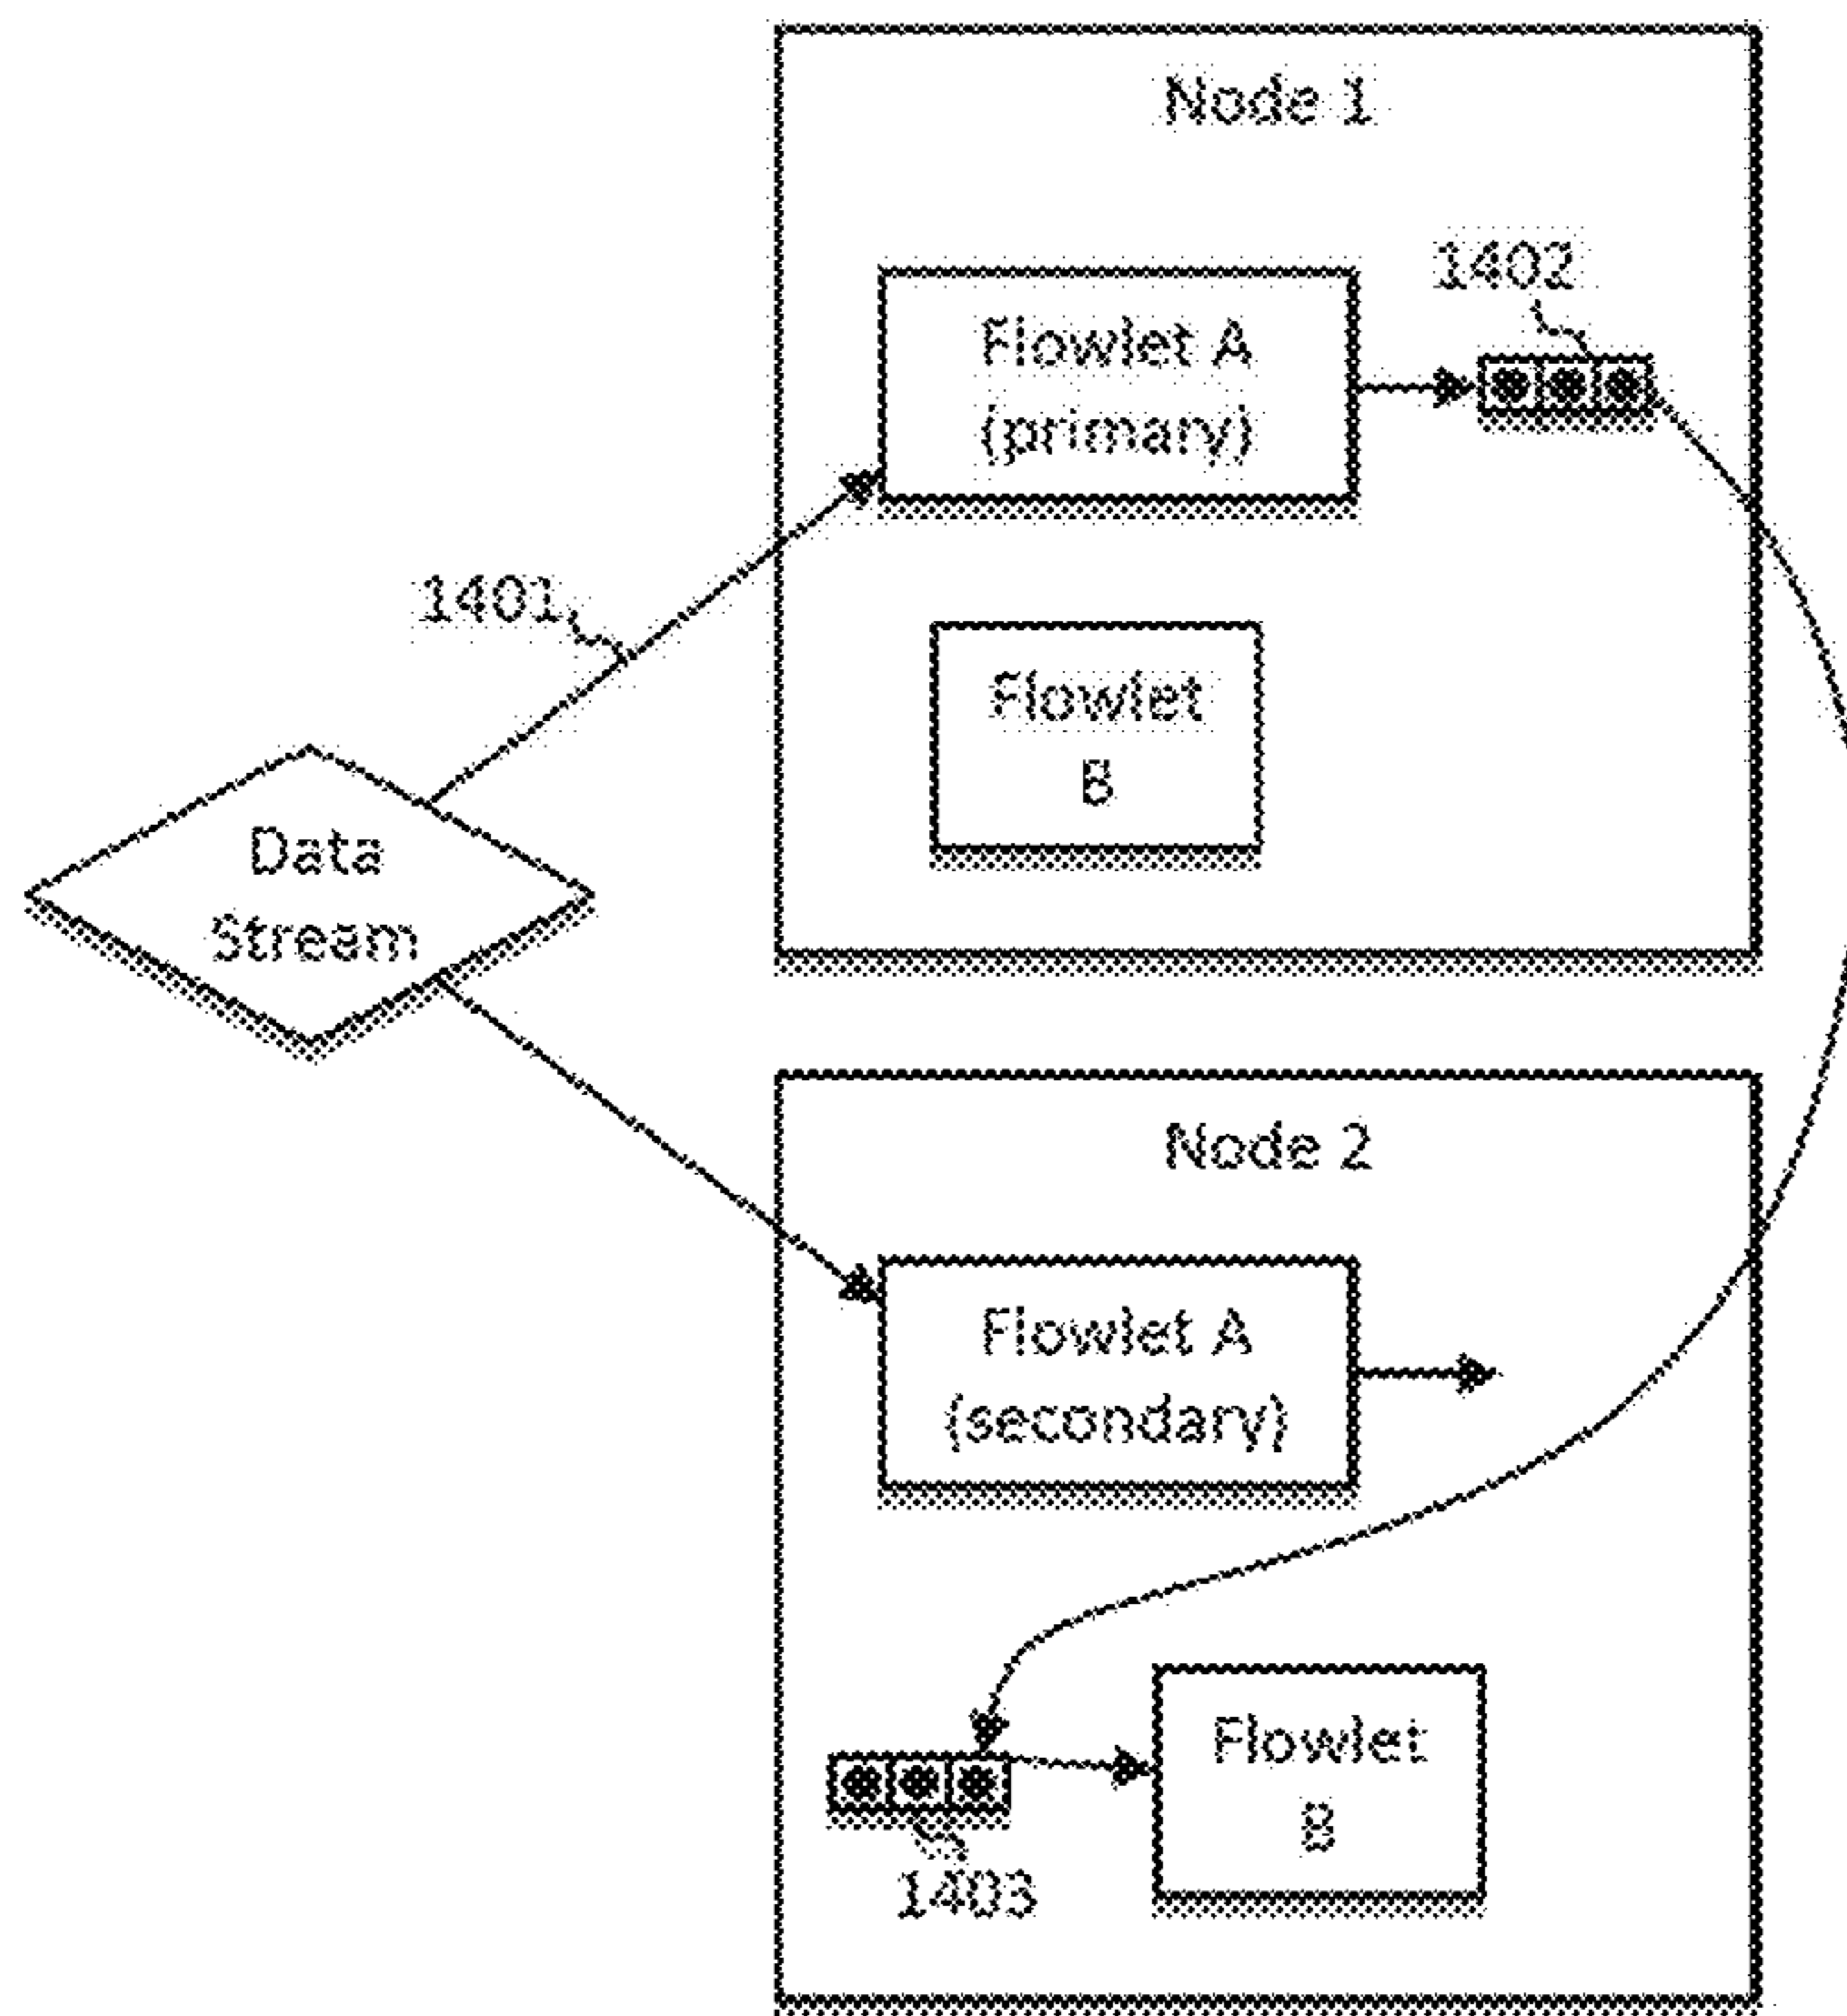 Node 1
1402
Flowlet A
(primary)
1401
Flowlet
B
Data
Stream
Node 2
Flowlet A
(secondary)
Flowlet
B
1403